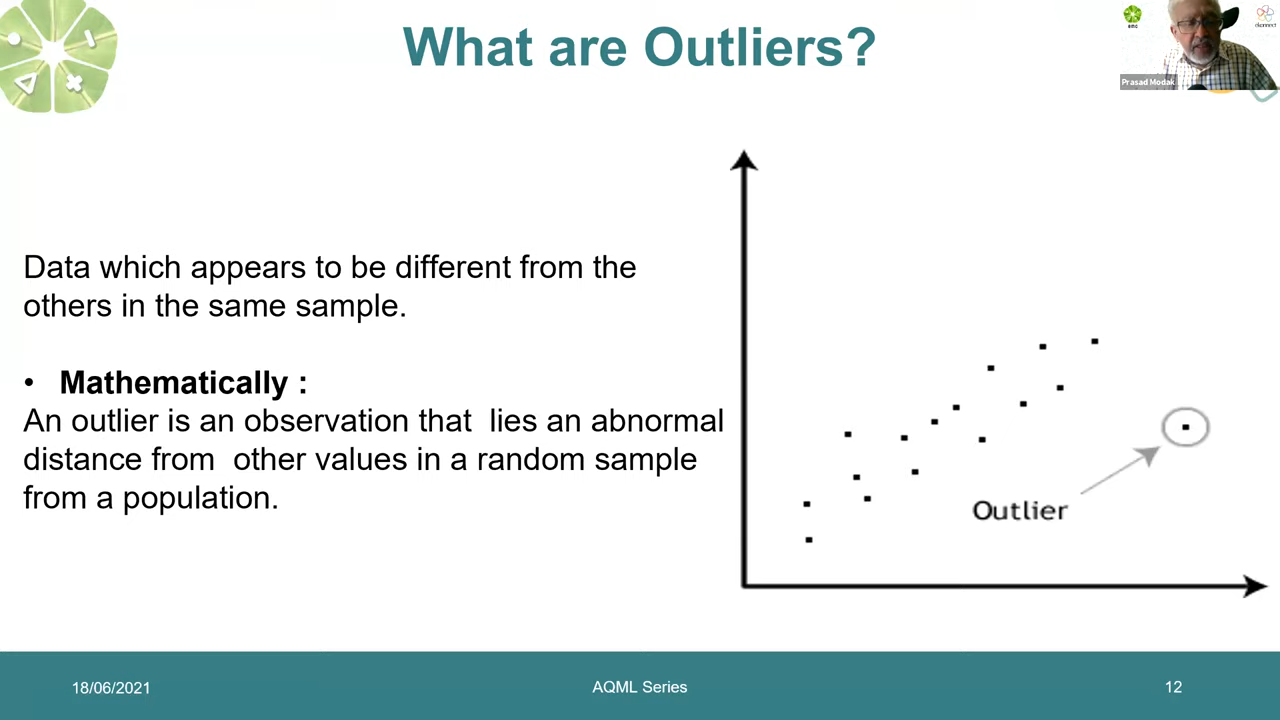 What are Outliers?
emc
ekonnect
Prasad Modak
Data which appears to be different from the
others in the same sample.
• Mathematically :
An outlier is an observation that lies an abnormal
distance from other values in a random sample
from a population.
Outlier
18/06/2021
AQML Series
12